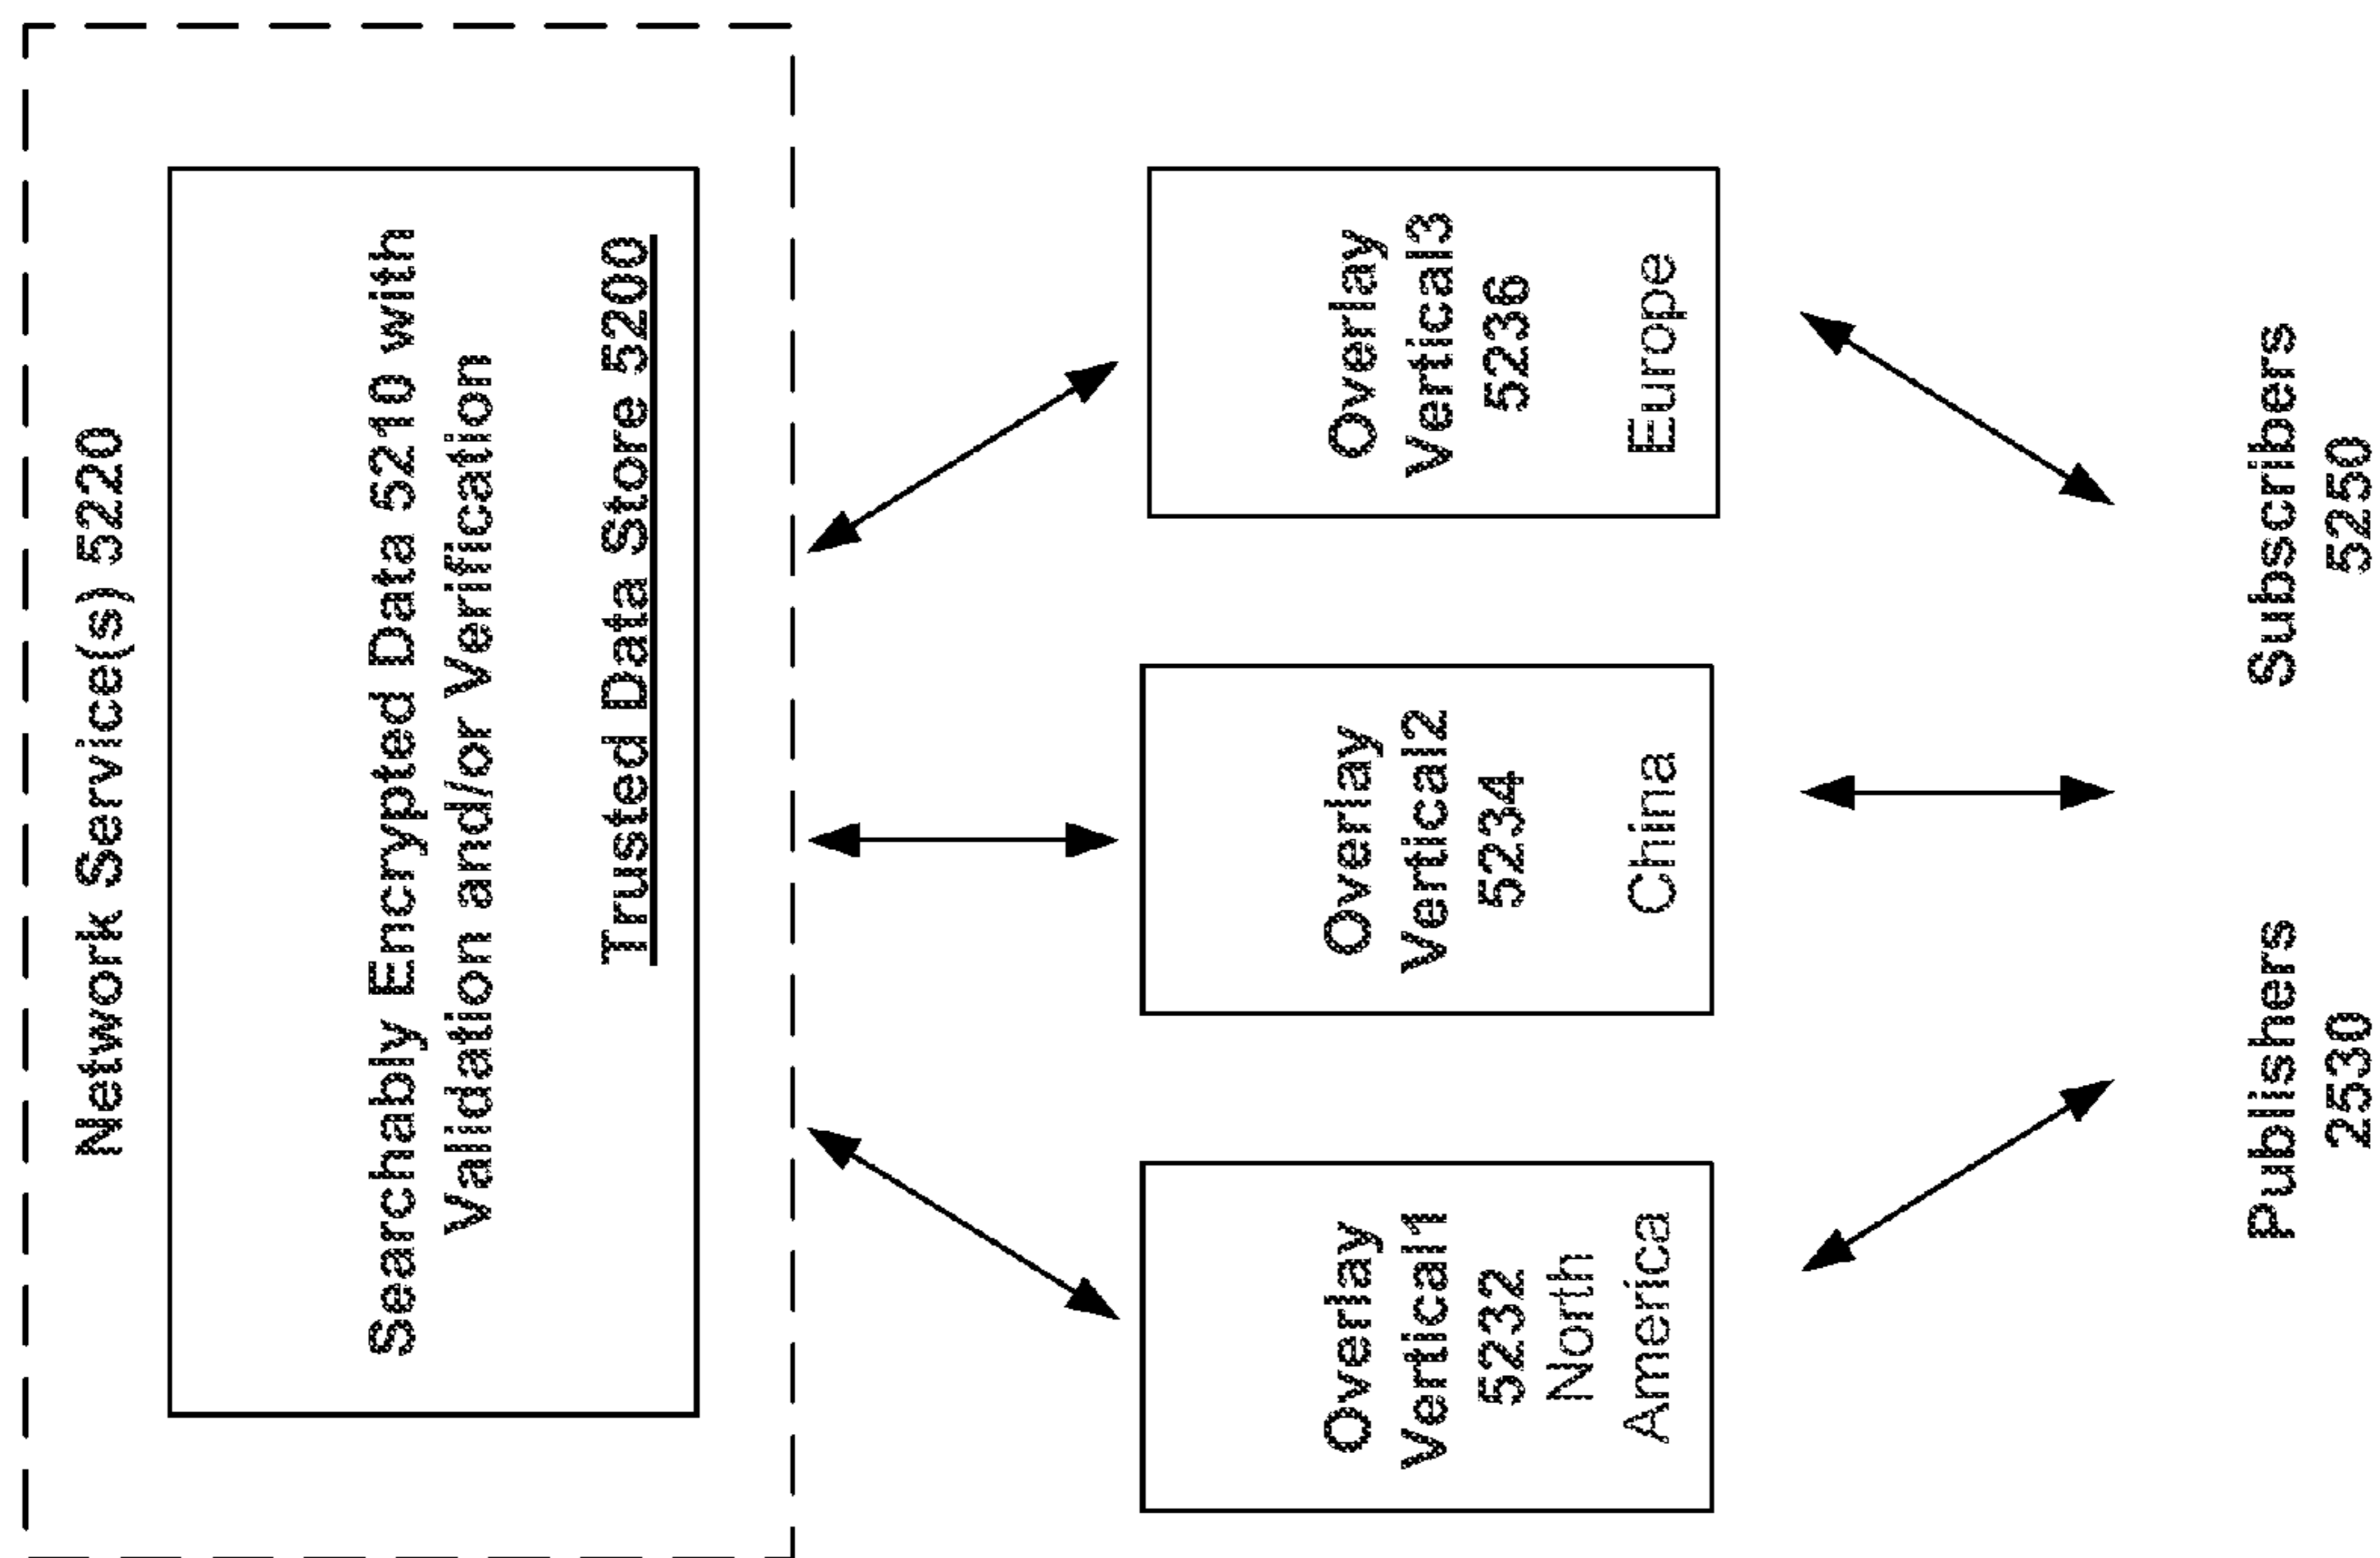 Network Service(s) 5220
Searchably Encrypted Data 5210 with
Validation and/or Verification
Trusted Data Store 5200
Overlay
Vertical1
5232
North
America
Overlay
Vertical2
5234
China
Overlay
Vertical3
5236
Europe
Publishers
2530
Subscribers
5250